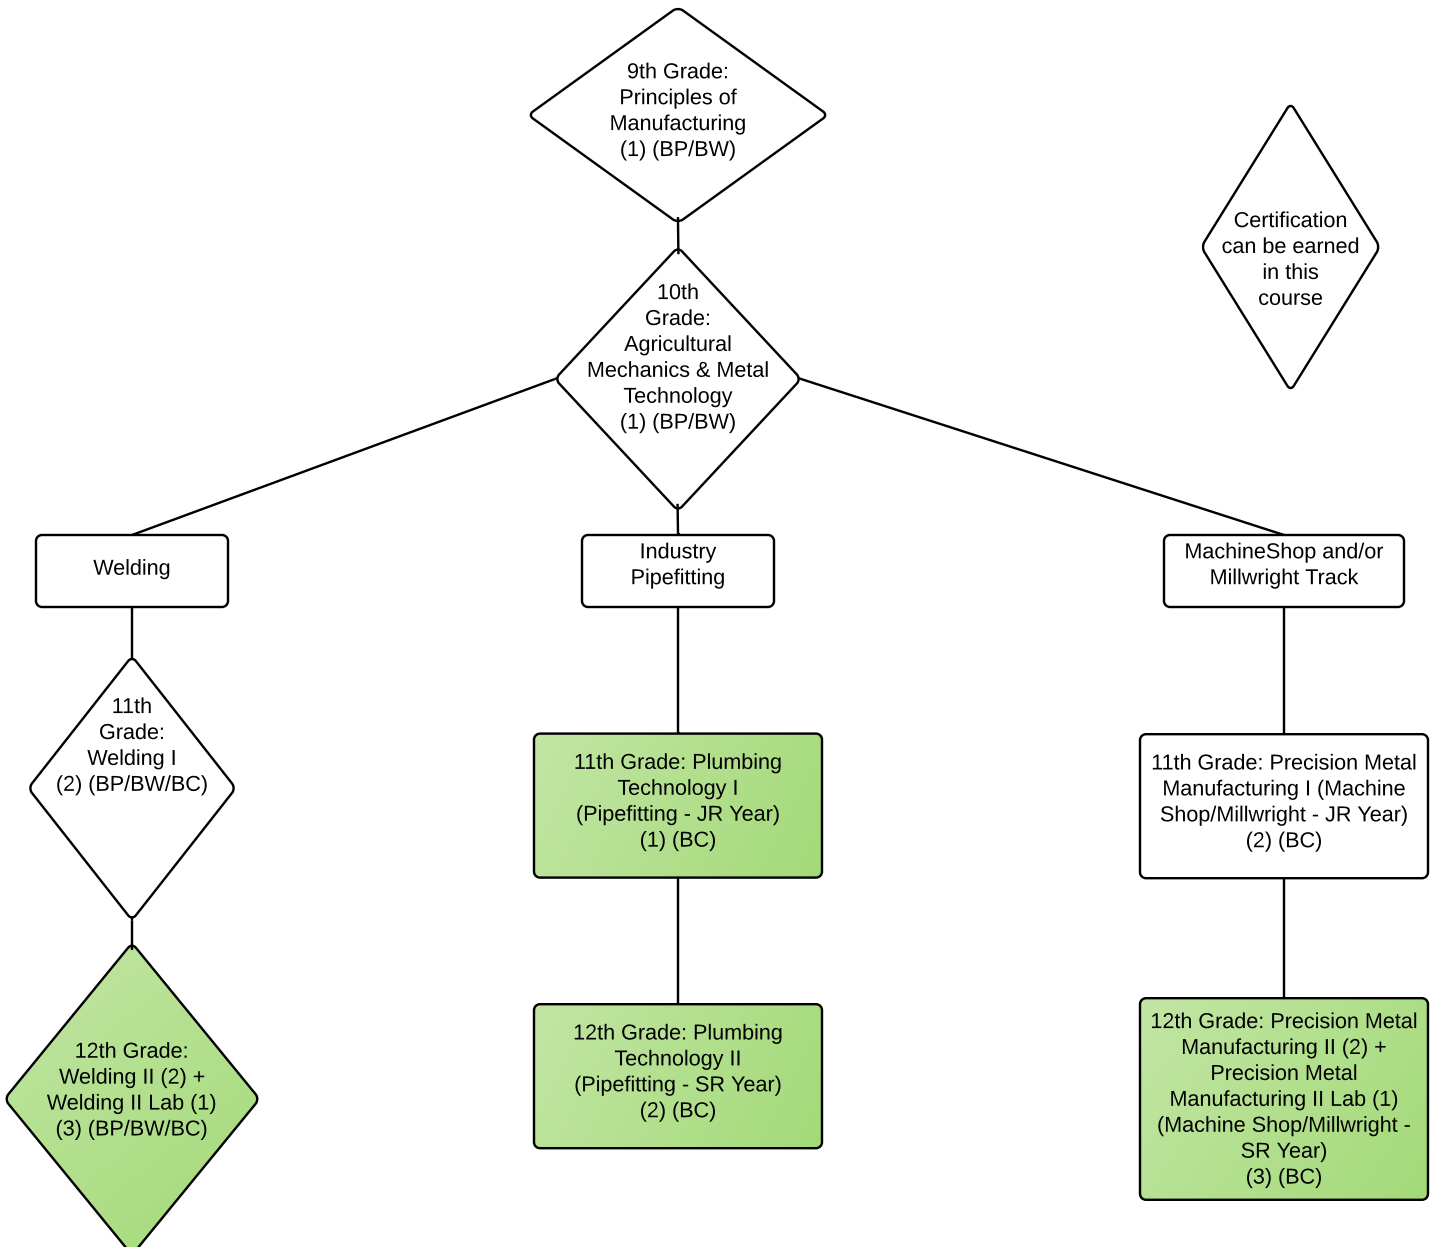 9th Grade:
Principles of
Manufacturing
(1) (BP/BW)
Certification
can be earned
in this
course
10th
Grade:
Agricultural
Mechanics & Metal
Technology
(1) (BP/BW)
Welding
Industry
Pipefitting
MachineShop and/or
Millwright Track
11th
Grade:
Welding I
(2) (BP/BW/BC)
11th Grade: Plumbing
Technology I
(Pipefitting - JR Year)
(1) (BC)
11th Grade: Precision Metal
Manufacturing I (Machine
Shop/Millwright - JR Year)
(2) (BC)
12th Grade:
Welding II (2) +
Welding II Lab (1)
(3) (BP/BW/BC)
12th Grade: Plumbing
Technology II
(Pipefitting - SR Year)
(2) (BC)
12th Grade: Precision Metal
Manufacturing II (2) +
Precision Metal
Manufacturing II Lab (1)
(Machine Shop/Millwright -
SR Year)
(3) (BC)